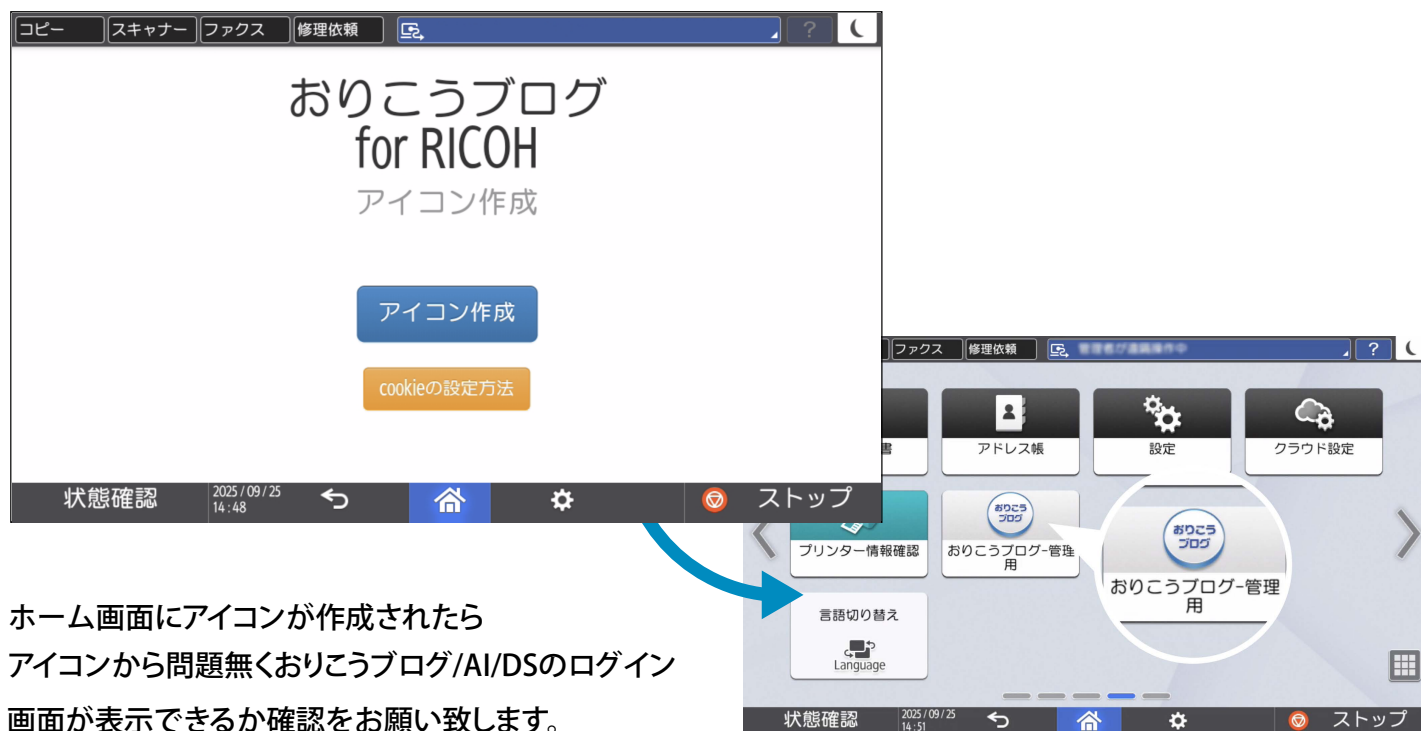 コピー
スキャナー
ファクス
修理依頼
?
おりこうブログ
for RICOH
アイコン作成
アイコン作成
cookieの設定方法
状態確認
2025/09/25
14:48
ストップ
ファクス
修理依頼
?
書
アドレス帳
設定
クラウド設定
プリンター情報確認
おりこう
ブログ
おりこうブログ-管理
用
おりこう
ブログ
おりこうブログ-管理
用
言語切り替え
Language
状態確認
2025/09/25
14:51
ストップ
ホーム画面にアイコンが作成されたら
アイコンから問題無くおりこうブログ/AI/DSのログイン
画面が表示できるか確認をお願い致します。